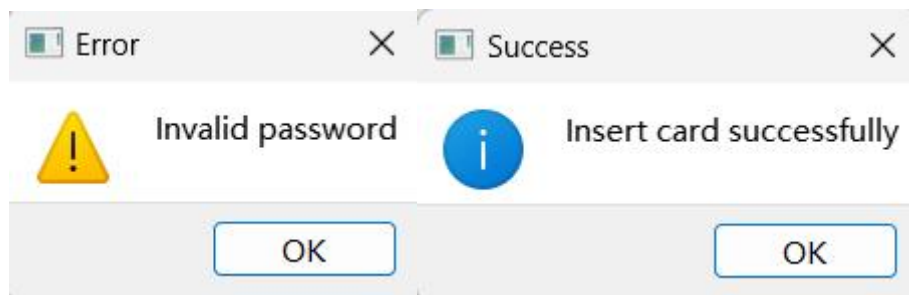 Error
Invalid password
OK
Success
Insert card successfully
OK